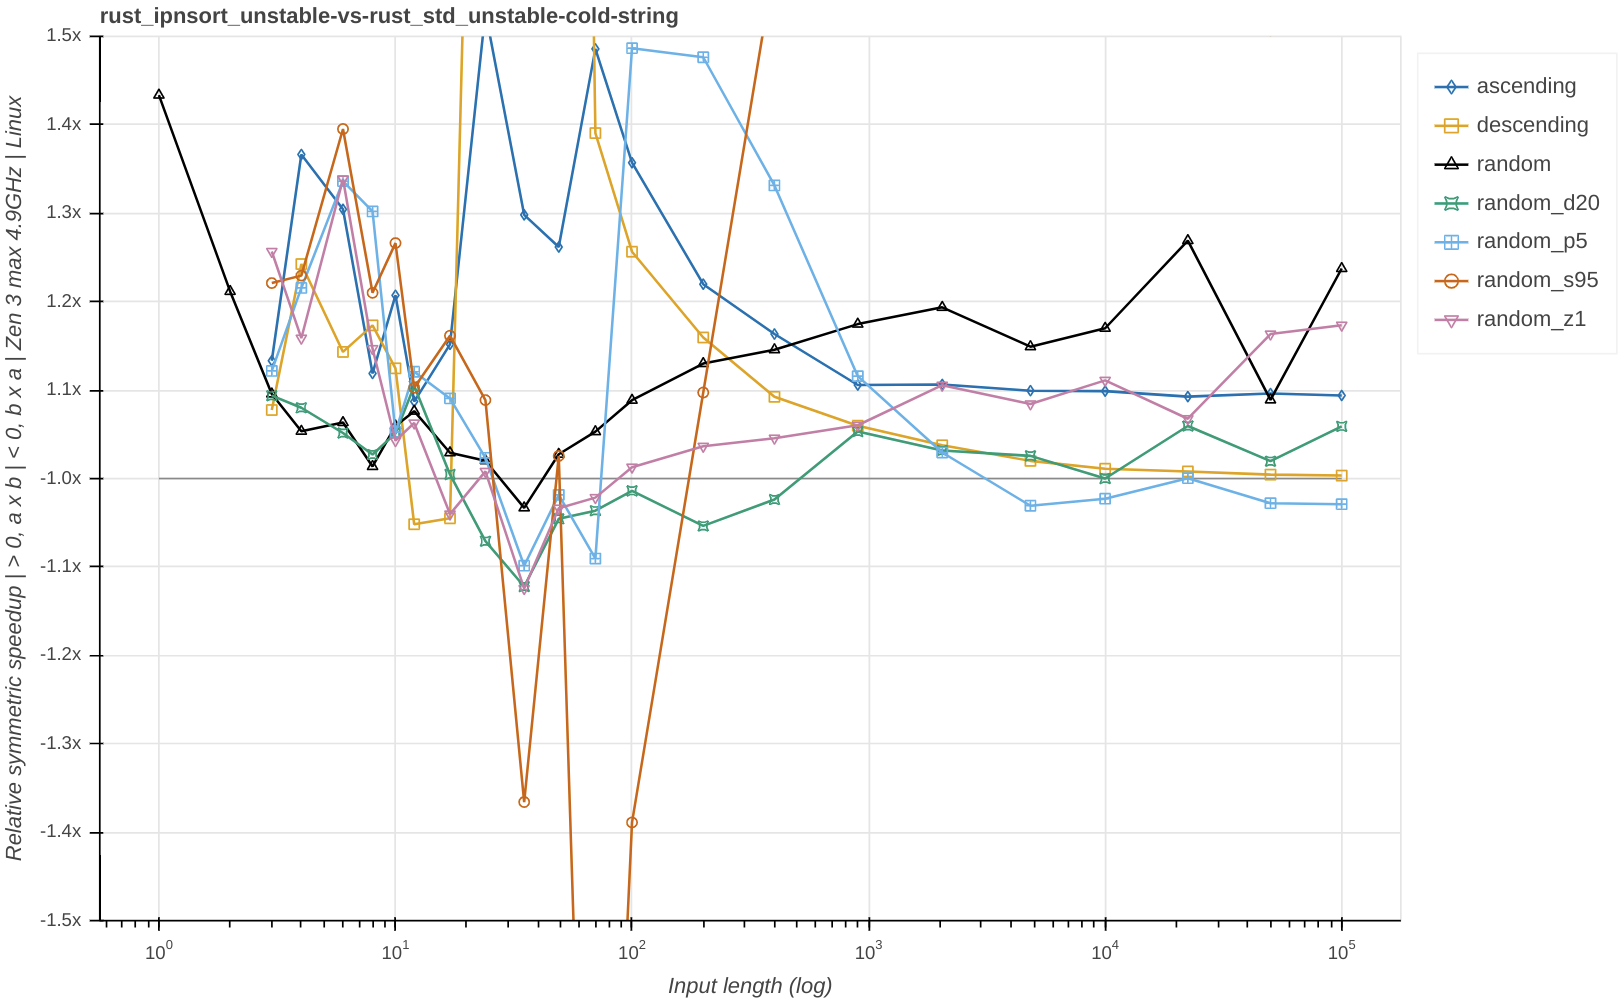 rust_ipnsort_unstable-vs-rust_std_unstable-cold-string
1.5x
1.4x
1.3x
1.2x
1.1x
-1.0x
-1.1x
-1.2x
-1.3x
-1.4x
-1.5x
Relative symmetric speedup | > 0, a x b | < 0, b x a | Zen 3 max 4.9GHz | Linux
10⁰
10¹
10²
10³
10⁴
10⁵
Input length (log)
ascending
descending
random
random_d20
random_p5
random_s95
random_z1